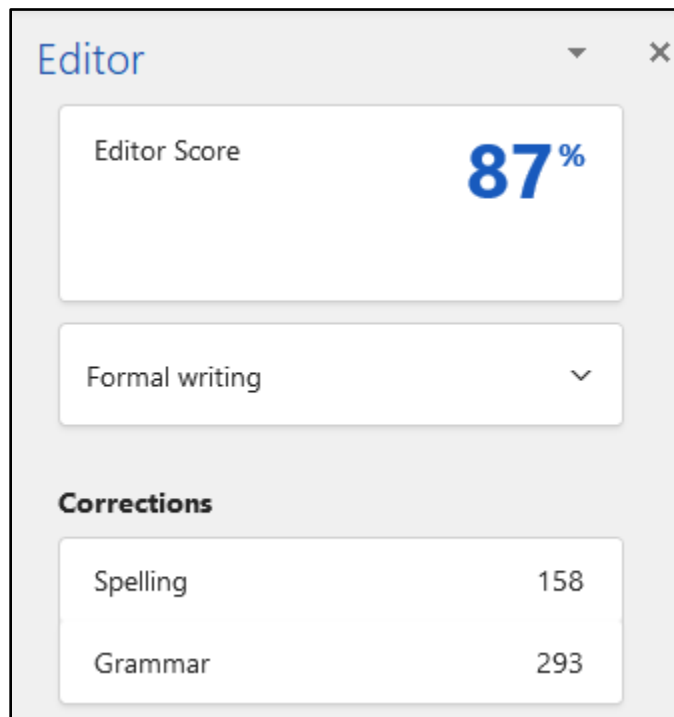 Editor
Editor Score 87%
Formal writing
Corrections
Spelling 158
Grammar 293